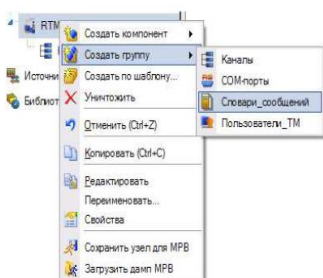 RTM
Создать компонент
Создать группу
Каналы
Источни
Создать по шаблону...
COM-порты
Библиот
Уничтожить
Словари_сообщений
Пользователи_ТМ
Отменить (Ctrl+Z)
Копировать (Ctrl+C)
Редактировать
Переименовать...
Свойства
Сохранить узел для МРВ
Загрузить дамп МРВ